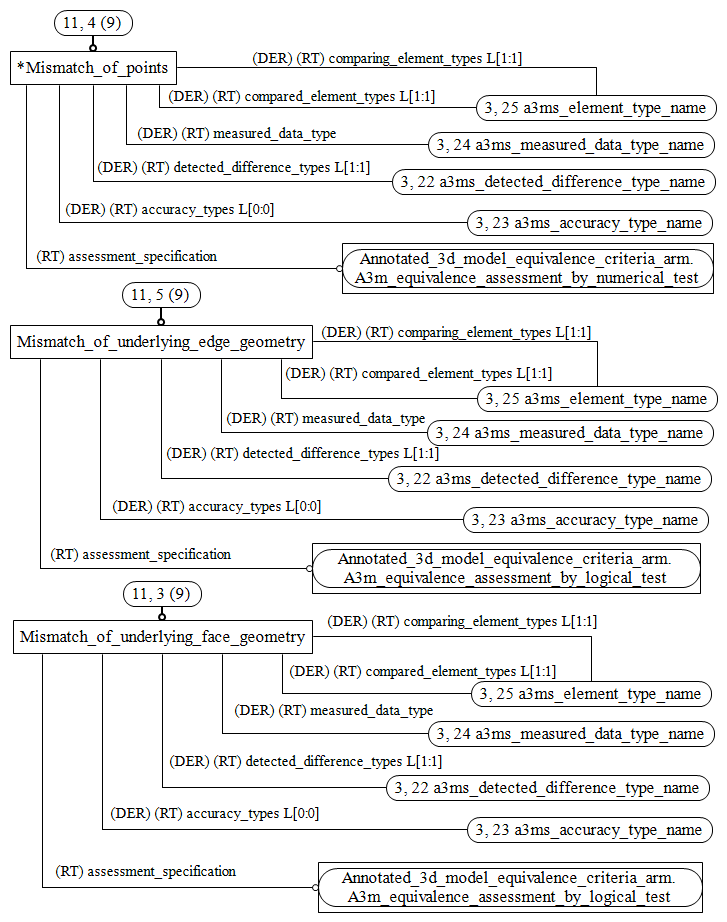 11, 4 (9)
*Mismatch_of_points
(DER) (RT) comparing_element_types L[1:1]
(DER) (RT) compared_element_types L[1:1]
3, 25 a3ms_element_type_name
(DER) (RT) measured_data_type
3, 24 a3ms_measured_data_type_name
(DER) (RT) detected_difference_types L[1:1]
3, 22 a3ms_detected_difference_type_name
(DER) (RT) accuracy_types L[0:0]
3, 23 a3ms_accuracy_type_name
(RT) assessment_specification
Annotated_3d_model_equivalence_criteria_arm.
A3m_equivalence_assessment_by_numerical_test
11, 5 (9)
Mismatch_of_underlying_edge_geometry
(DER) (RT) comparing_element_types L[1:1]
(DER) (RT) compared_element_types L[1:1]
3, 25 a3ms_element_type_name
(DER) (RT) measured_data_type
3, 24 a3ms_measured_data_type_name
(DER) (RT) detected_difference_types L[1:1]
3, 22 a3ms_detected_difference_type_name
(DER) (RT) accuracy_types L[0:0]
3, 23 a3ms_accuracy_type_name
(RT) assessment_specification
Annotated_3d_model_equivalence_criteria_arm.
A3m_equivalence_assessment_by_logical_test
11, 3 (9)
Mismatch_of_underlying_face_geometry
(DER) (RT) comparing_element_types L[1:1]
(DER) (RT) compared_element_types L[1:1]
3, 25 a3ms_element_type_name
(DER) (RT) measured_data_type
3, 24 a3ms_measured_data_type_name
(DER) (RT) detected_difference_types L[1:1]
3, 22 a3ms_detected_difference_type_name
(DER) (RT) accuracy_types L[0:0]
3, 23 a3ms_accuracy_type_name
(RT) assessment_specification
Annotated_3d_model_equivalence_criteria_arm.
A3m_equivalence_assessment_by_logical_test